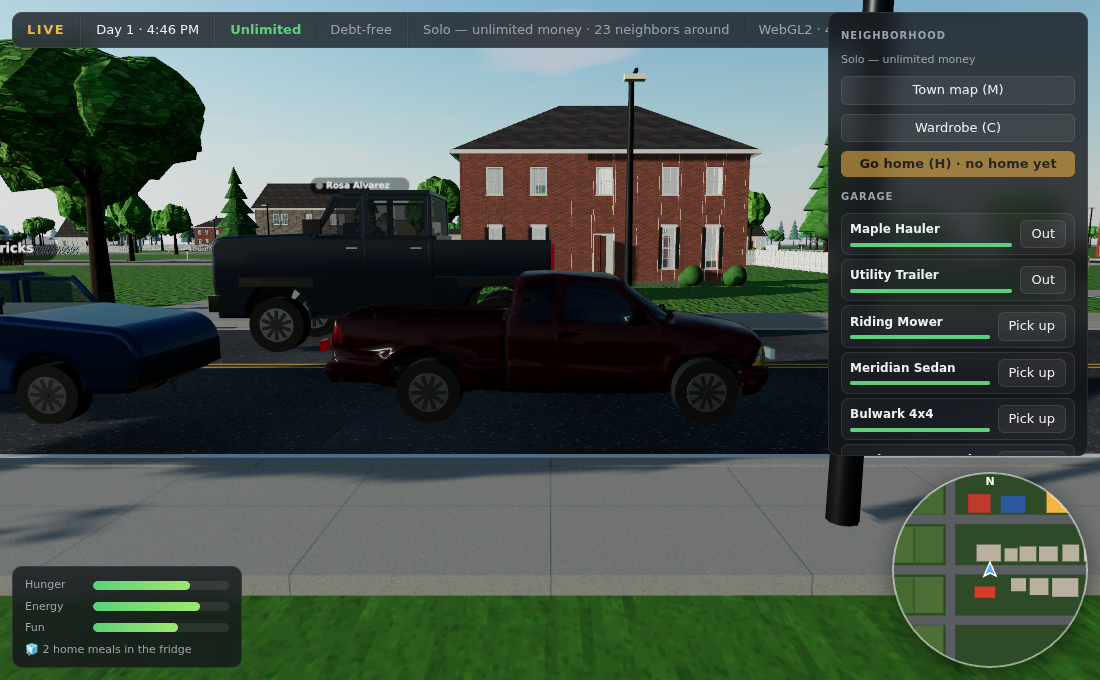 LIVE
Day 1 · 4:46 PM
Unlimited
Debt-free
Solo — unlimited money · 23 neighbors around
WebGL2 ·
NEIGHBORHOOD
Solo — unlimited money
Town map (M)
Wardrobe (C)
Go home (H) · no home yet
GARAGE
Maple Hauler
Out
Utility Trailer
Out
Riding Mower
Pick up
Meridian Sedan
Pick up
Bulwark 4x4
Pick up
Rosa Alvarez
ricks
N
Hunger
Energy
Fun
2 home meals in the fridge